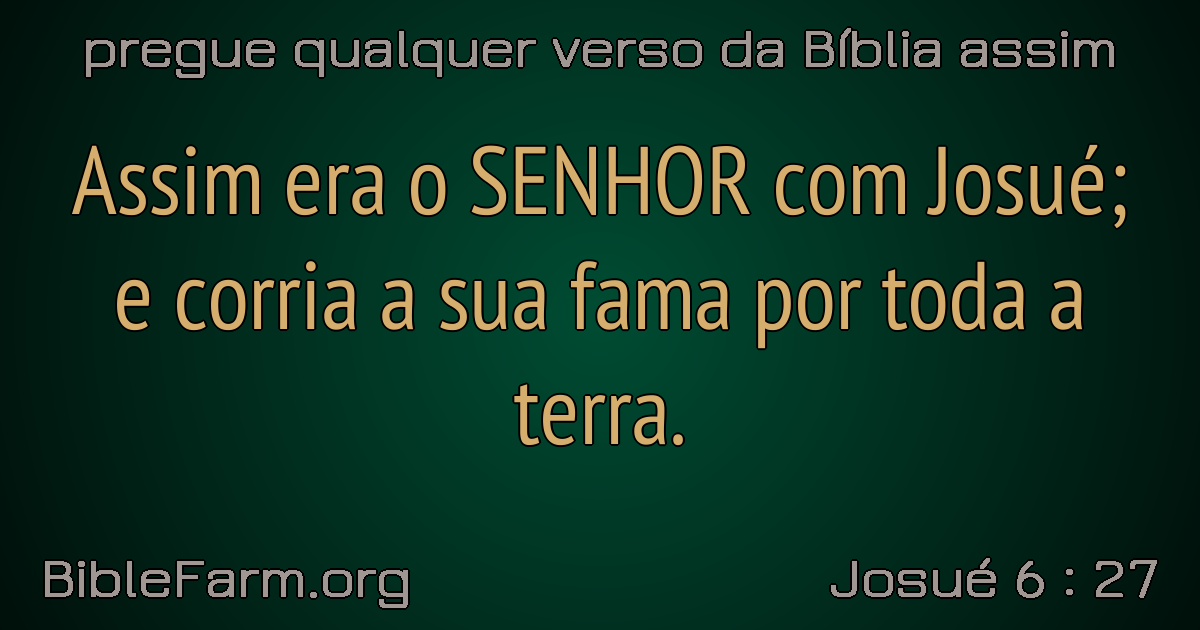 pregue qualquer verso da Bíblia assim
Assim era o SENHOR com Josué;
e corria a sua fama por toda a
terra.
BibleFarm.org
Josué 6 : 27